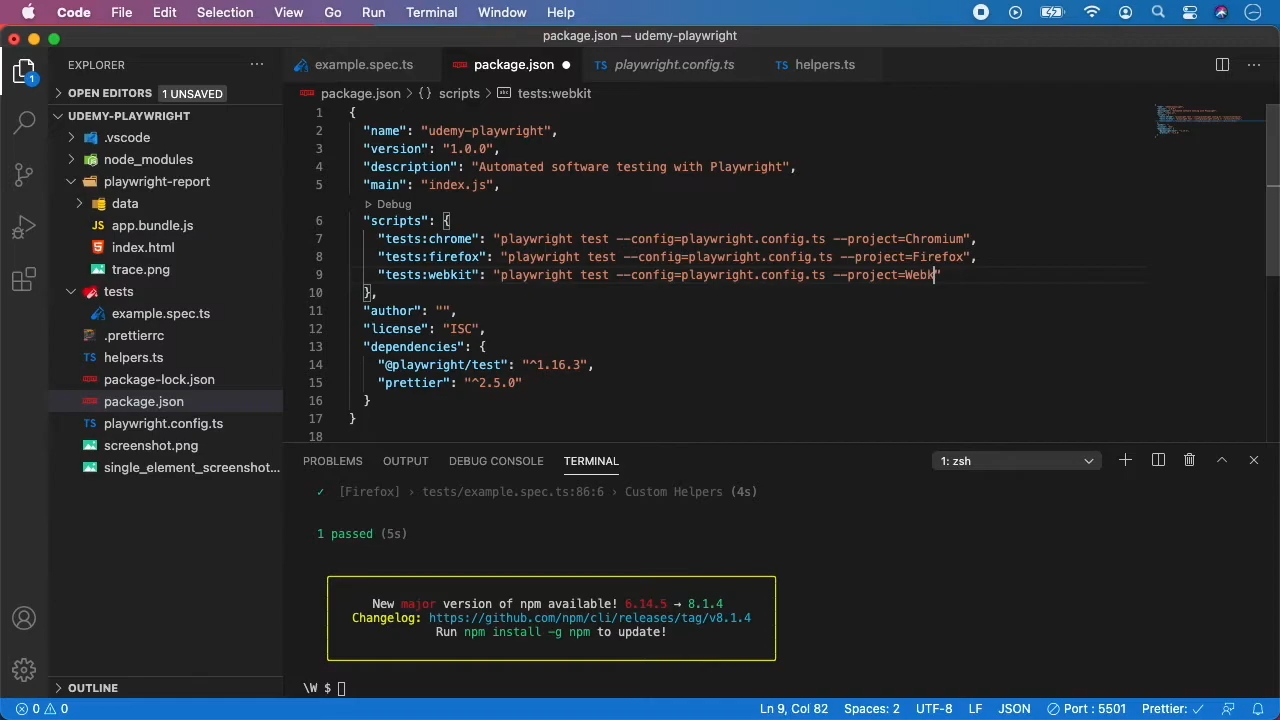 Code File Edit Selection View Go Run Terminal Window Help
package.json — udemy-playwright
EXPLORER
example.spec.ts package.json playwright.config.ts helpers.ts
OPEN EDITORS 1 UNSAVED
package.json › {} scripts › tests:webkit
UDEMY-PLAYWRIGHT
.vscode
node_modules
playwright-report
data
app.bundle.js
index.html
trace.png
tests
example.spec.ts
.prettierrc
helpers.ts
package-lock.json
package.json
playwright.config.ts
screenshot.png
single_element_screenshot...
OUTLINE
1 {
2 "name": "udemy-playwright",
3 "version": "1.0.0",
4 "description": "Automated software testing with Playwright",
5 "main": "index.js",
Debug
6 "scripts": {
7 "tests:chrome": "playwright test --config=playwright.config.ts --project=Chromium",
8 "tests:firefox": "playwright test --config=playwright.config.ts --project=Firefox",
9 "tests:webkit": "playwright test --config=playwright.config.ts --project=Webk"
10 },
11 "author": "",
12 "license": "ISC",
13 "dependencies": {
14 "@playwright/test": "^1.16.3",
15 "prettier": "^2.5.0"
16 }
17 }
18
PROBLEMS OUTPUT DEBUG CONSOLE TERMINAL 1: zsh
✓ [Firefox] › tests/example.spec.ts:86:6 › Custom Helpers (4s)
1 passed (5s)
New major version of npm available! 6.14.5 → 8.1.4
Changelog: https://github.com/npm/cli/releases/tag/v8.1.4
Run npm install -g npm to update!
\W $
0 0 Ln 9, Col 82 Spaces: 2 UTF-8 LF JSON Port : 5501 Prettier: ✓